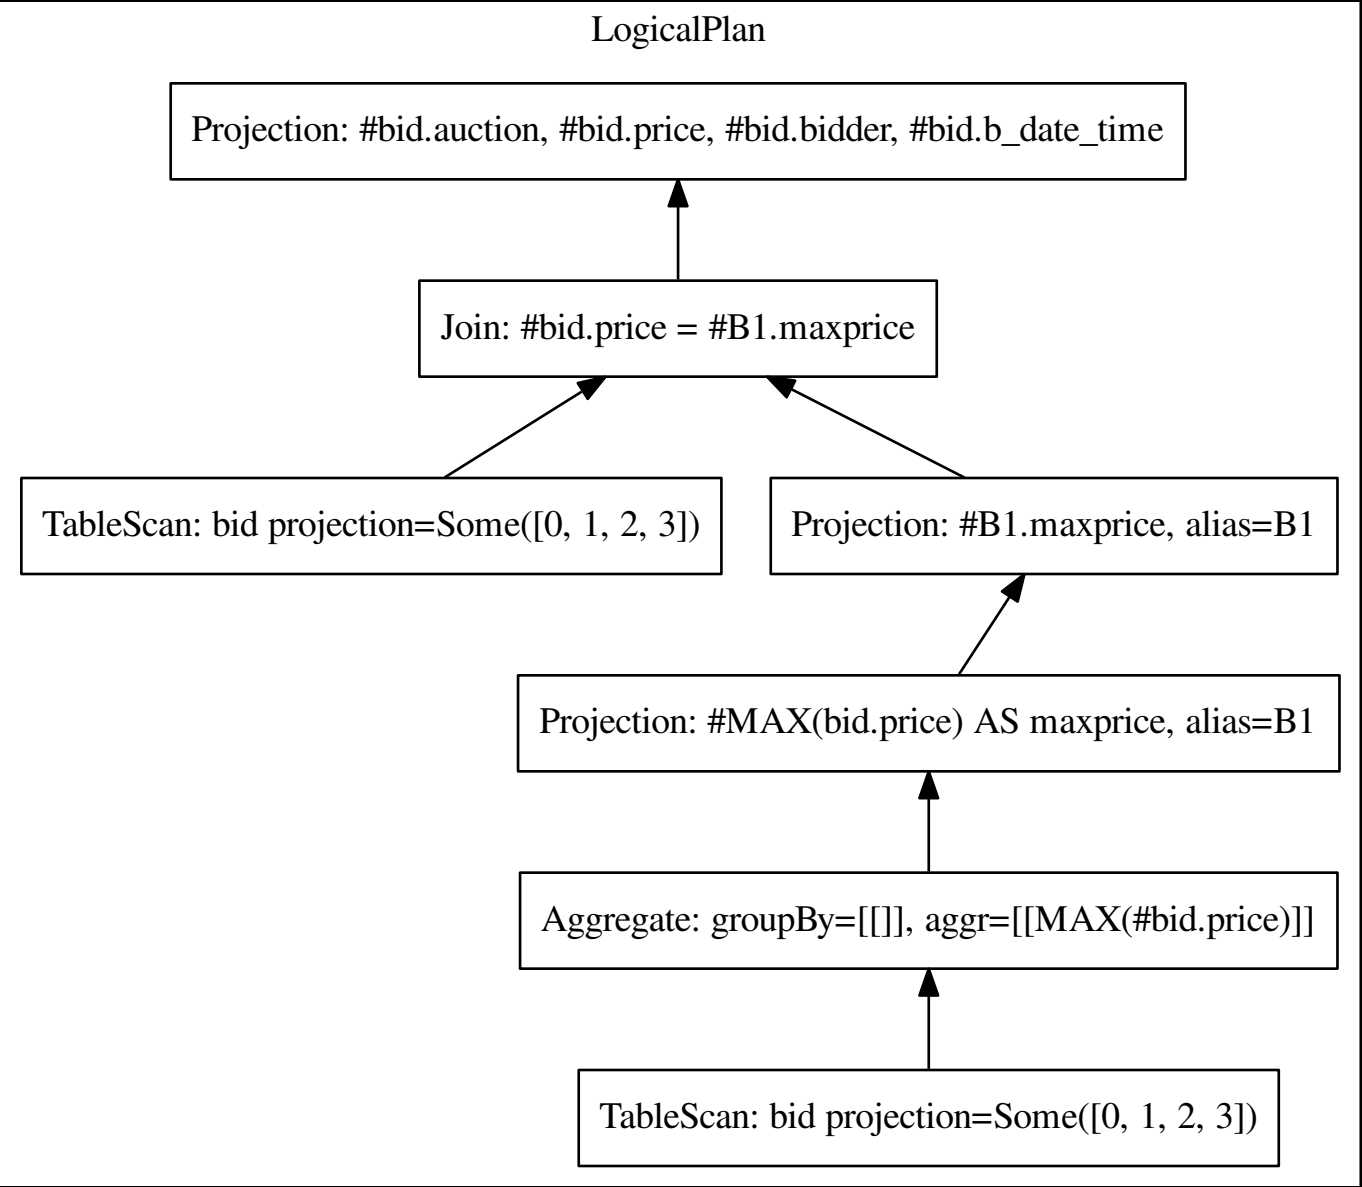 LogicalPlan
Projection: #bid.auction, #bid.price, #bid.bidder, #bid.b_date_time
Join: #bid.price = #B1.maxprice
TableScan: bid projection=Some([0, 1, 2, 3])
Projection: #B1.maxprice, alias=B1
Projection: #MAX(bid.price) AS maxprice, alias=B1
Aggregate: groupBy=[[]], aggr=[[MAX(#bid.price)]]
TableScan: bid projection=Some([0, 1, 2, 3])